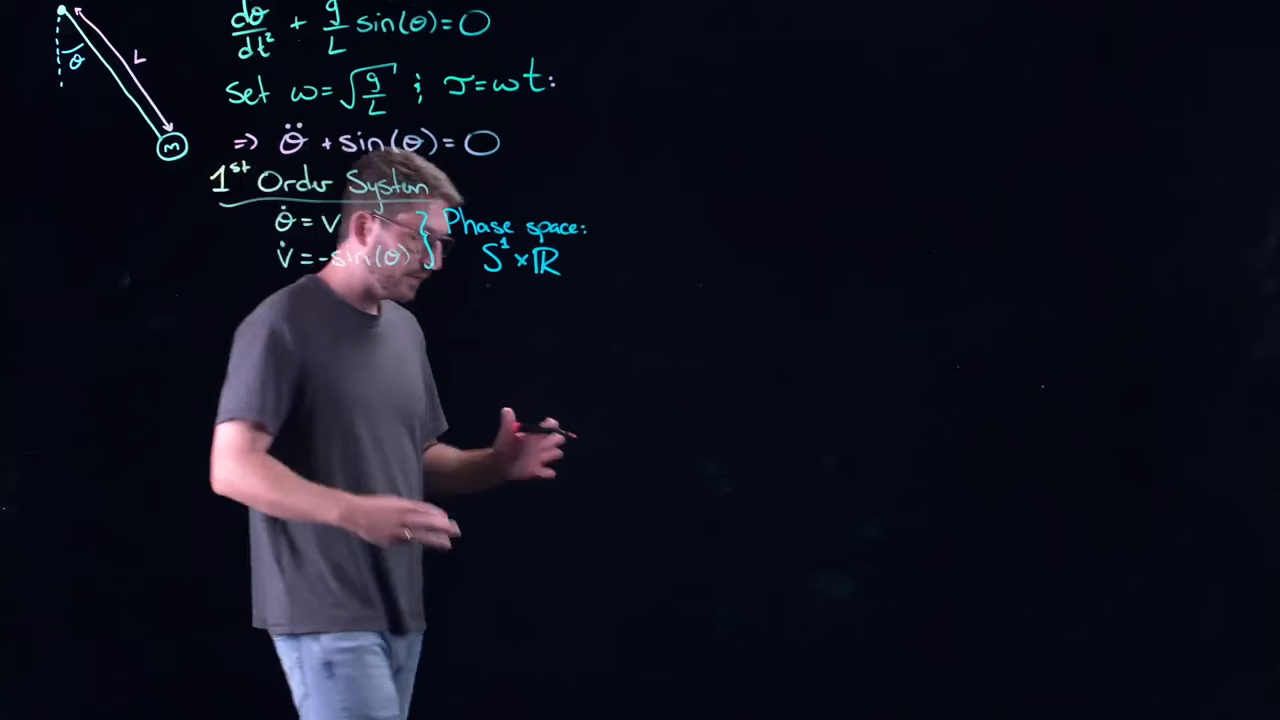 dθ/dt² + g/L sin(θ)=0
Set ω=√(g/L) ; τ=ωt:
θ
L
m
=> θ̈ + sin(θ)=0
1st Order System
θ̇ = v } Phase space:
v̇ = -sin(θ) } S¹×ℝ